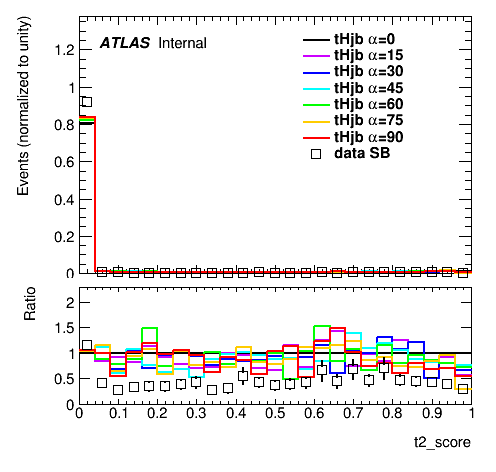 ATLAS Internal
tHjb α=0
tHjb α=15
tHjb α=30
tHjb α=45
tHjb α=60
tHjb α=75
tHjb α=90
data SB
Events (normalized to unity)
1.2
1
0.8
0.6
0.4
0.2
0
Ratio
2
1.5
1
0.5
0
0 0.1 0.2 0.3 0.4 0.5 0.6 0.7 0.8 0.9 1
t2_score